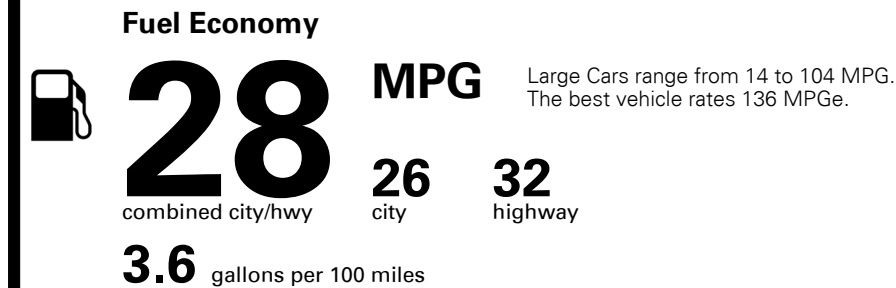 Fuel Economy
28 MPG
Large Cars range from 14 to 104 MPG.
The best vehicle rates 136 MPGe.
26 32
combined city/hwy city highway
3.6 gallons per 100 miles